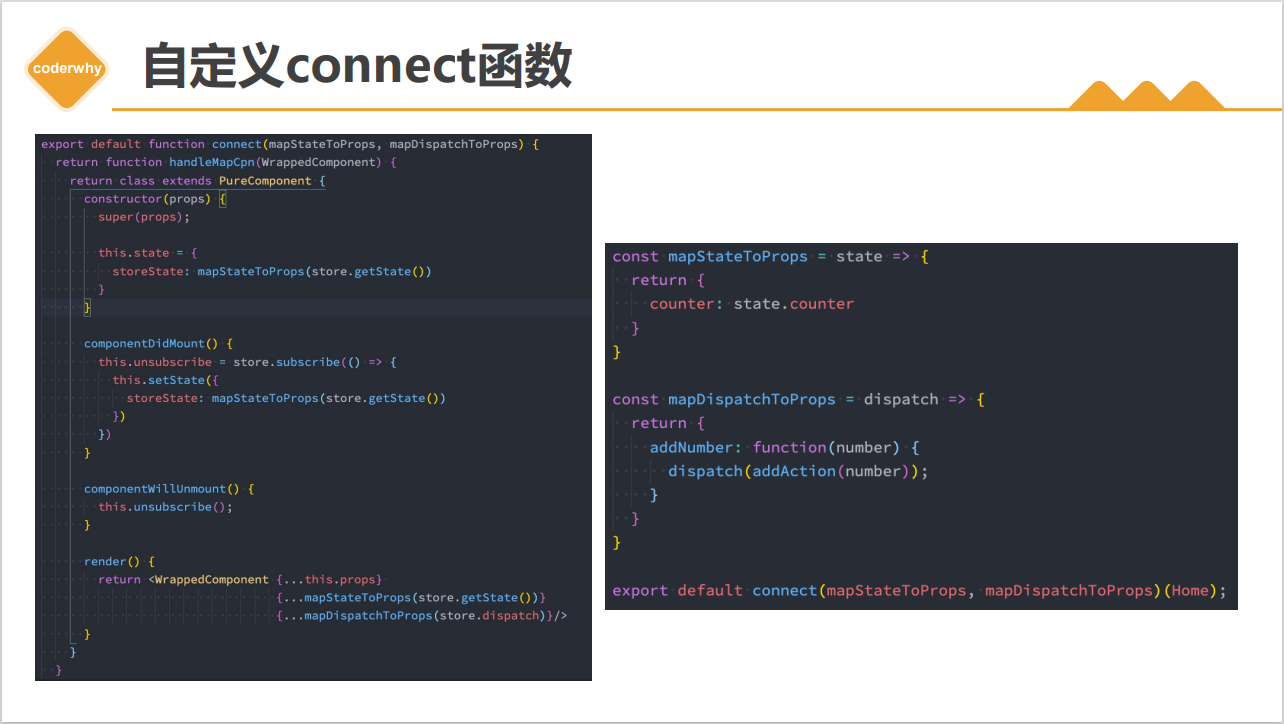 coderwhy
自定义connect函数
export default function connect(mapStateToProps, mapDispatchToProps) {
  return function handleMapCpn(WrappedComponent) {
    return class extends PureComponent {
      constructor(props) {
        super(props);

        this.state = {
          storeState: mapStateToProps(store.getState())
        }
      }

      componentDidMount() {
        this.unsubscribe = store.subscribe(() => {
          this.setState({
            storeState: mapStateToProps(store.getState())
          })
        })
      }

      componentWillUnmount() {
        this.unsubscribe();
      }

      render() {
        return <WrappedComponent {...this.props}
                                 {...mapStateToProps(store.getState())}
                                 {...mapDispatchToProps(store.dispatch)}/>
      }
    }
  }
const mapStateToProps = state => {
  return {
    counter: state.counter
  }
}

const mapDispatchToProps = dispatch => {
  return {
    addNumber: function(number) {
      dispatch(addAction(number));
    }
  }
}

export default connect(mapStateToProps, mapDispatchToProps)(Home);